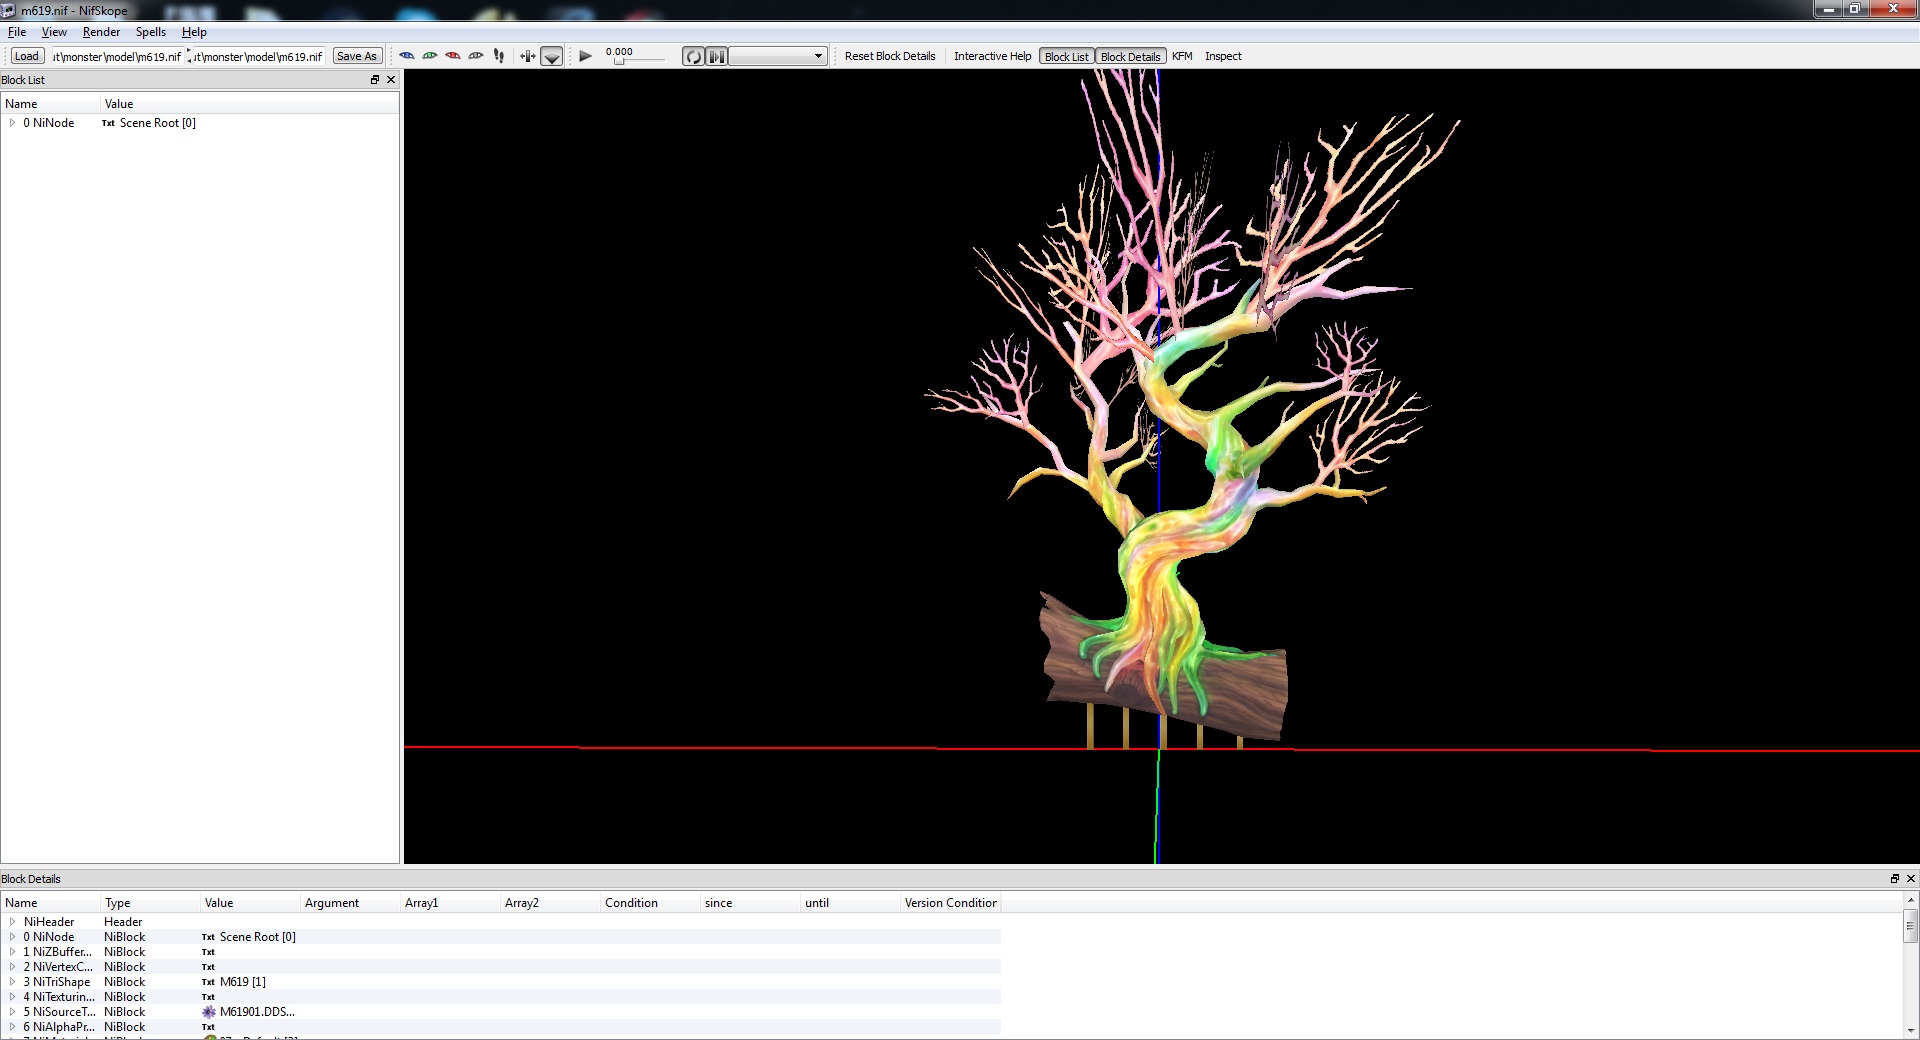 m619.nif - NifSkope
File View Render Spells Help
Load ut\monster\model\m619.nif ut\monster\model\m619.nif Save As 0.000 Reset Block Details Interactive Help Block List Block Details KFM Inspect
Block List
Name Value
0 NiNode Txt Scene Root [0]
Block Details
Name Type Value Argument Array1 Array2 Condition since until Version Condition
NiHeader Header
0 NiNode NiBlock Txt Scene Root [0]
1 NiZBuffer... NiBlock Txt
2 NiVertexC... NiBlock Txt
3 NiTriShape NiBlock Txt M619 [1]
4 NiTexturin... NiBlock Txt
5 NiSourceT... NiBlock M61901.DDS...
6 NiAlphaPr... NiBlock Txt